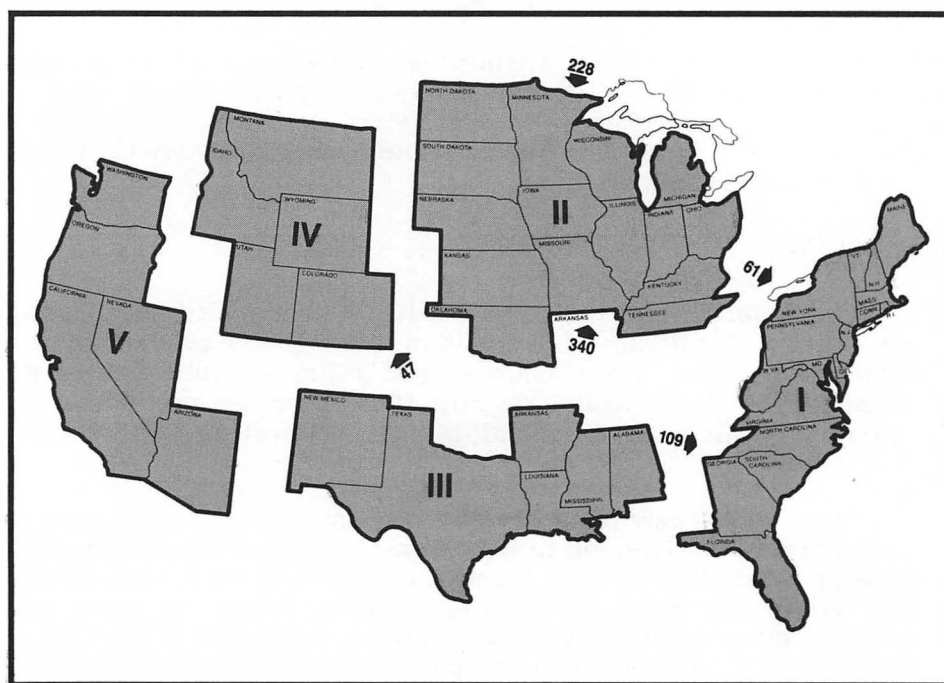 228
NORTH DAKOTA
MINNESOTA
MONTANA
WISCONSIN
SOUTH DAKOTA
IDAHO
WASHINGTON
MICHIGAN
IOWA
NEBRASKA
WYOMING
ILLINOIS
INDIANA
OHIO
MAINE
II
OREGON
IV
UTAH
MISSOURI
KANSAS
VT.
61
COLORADO
KENTUCKY
N.H.
CALIFORNIA
NEVADA
MASS.
OKLAHOMA
ARKANSAS
TENNESSEE
NEW YORK
CONN.
R.I.
PENNSYLVANIA
N.J.
V
340
47
W.VA.
MD.
DEL.
NEW MEXICO
TEXAS
I
ARIZONA
ARKANSAS
VIRGINIA
ALABAMA
109
NORTH CAROLINA
GEORGIA
SOUTH
CAROLINA
LOUISIANA
III
MISSISSIPPI
FLORIDA